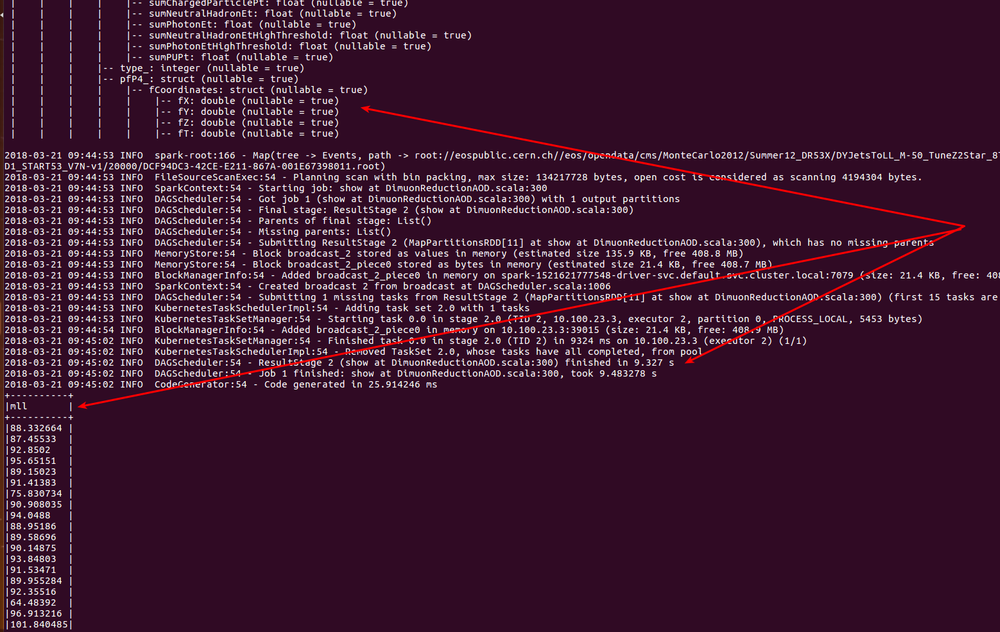 |    |    |    |    |-- sumChargedParticlePt: float (nullable = true)
|    |    |    |    |-- sumNeutralHadronEt: float (nullable = true)
|    |    |    |    |-- sumPhotonEt: float (nullable = true)
|    |    |    |    |-- sumNeutralHadronEtHighThreshold: float (nullable = true)
|    |    |    |    |-- sumPhotonEtHighThreshold: float (nullable = true)
|    |    |    |    |-- sumPUPt: float (nullable = true)
|    |    |    |-- type_: integer (nullable = true)
|    |    |    |-- pfP4_: struct (nullable = true)
|    |    |    |    |-- fCoordinates: struct (nullable = true)
|    |    |    |    |    |-- fX: double (nullable = true)
|    |    |    |    |    |-- fY: double (nullable = true)
|    |    |    |    |    |-- fZ: double (nullable = true)
|    |    |    |    |    |-- fT: double (nullable = true)
2018-03-21 09:44:53 INFO  spark-root:166 - Map(tree -> Events, path -> root://eospublic.cern.ch//eos/opendata/cms/MonteCarlo2012/Summer12_DR53X/DYJetsToLL_M-50_TuneZ2Star_8T
D1_START53_V7N-v1/20000/DCF94DC3-42CE-E211-867A-001E67398011.root)
2018-03-21 09:44:53 INFO  FileSourceScanExec:54 - Planning scan with bin packing, max size: 134217728 bytes, open cost is considered as scanning 4194304 bytes.
2018-03-21 09:44:53 INFO  SparkContext:54 - Starting job: show at DimuonReductionAOD.scala:300
2018-03-21 09:44:53 INFO  DAGScheduler:54 - Got job 1 (show at DimuonReductionAOD.scala:300) with 1 output partitions
2018-03-21 09:44:53 INFO  DAGScheduler:54 - Final stage: ResultStage 2 (show at DimuonReductionAOD.scala:300)
2018-03-21 09:44:53 INFO  DAGScheduler:54 - Parents of final stage: List()
2018-03-21 09:44:53 INFO  DAGScheduler:54 - Missing parents: List()
2018-03-21 09:44:53 INFO  DAGScheduler:54 - Submitting ResultStage 2 (MapPartitionsRDD[11] at show at DimuonReductionAOD.scala:300), which has no missing parents
2018-03-21 09:44:53 INFO  MemoryStore:54 - Block broadcast_2 stored as values in memory (estimated size 135.9 KB, free 408.8 MB)
2018-03-21 09:44:53 INFO  MemoryStore:54 - Block broadcast_2_piece0 stored as bytes in memory (estimated size 21.4 KB, free 408.7 MB)
2018-03-21 09:44:53 INFO  BlockManagerInfo:54 - Added broadcast_2_piece0 in memory on spark-1521621777548-driver-svc.default.svc.cluster.local:7079 (size: 21.4 KB, free: 408
2018-03-21 09:44:53 INFO  SparkContext:54 - Created broadcast 2 from broadcast at DAGScheduler.scala:1006
2018-03-21 09:44:53 INFO  DAGScheduler:54 - Submitting 1 missing tasks from ResultStage 2 (MapPartitionsRDD[11] at show at DimuonReductionAOD.scala:300) (first 15 tasks are
2018-03-21 09:44:53 INFO  KubernetesTaskSchedulerImpl:54 - Adding task set 2.0 with 1 tasks
2018-03-21 09:44:53 INFO  KubernetesTaskSetManager:54 - Starting task 0.0 in stage 2.0 (TID 2, 10.100.23.3, executor 2, partition 0, PROCESS_LOCAL, 5453 bytes)
2018-03-21 09:44:54 INFO  BlockManagerInfo:54 - Added broadcast_2_piece0 in memory on 10.100.23.3:39015 (size: 21.4 KB, free: 408.9 MB)
2018-03-21 09:45:02 INFO  KubernetesTaskSetManager:54 - Finished task 0.0 in stage 2.0 (TID 2) in 9324 ms on 10.100.23.3 (executor 2) (1/1)
2018-03-21 09:45:02 INFO  KubernetesTaskSchedulerImpl:54 - Removed TaskSet 2.0, whose tasks have all completed, from pool
2018-03-21 09:45:02 INFO  DAGScheduler:54 - ResultStage 2 (show at DimuonReductionAOD.scala:300) finished in 9.327 s
2018-03-21 09:45:02 INFO  DAGScheduler:54 - Job 1 finished: show at DimuonReductionAOD.scala:300, took 9.483278 s
2018-03-21 09:45:02 INFO  CodeGenerator:54 - Code generated in 25.914246 ms
+----------+
|mll       |
+----------+
|88.332664 |
|87.45533  |
|92.8502   |
|95.65151  |
|89.15023  |
|91.41383  |
|75.830734 |
|90.908035 |
|94.0488   |
|88.95186  |
|89.58696  |
|90.14875  |
|93.84803  |
|91.53471  |
|89.955284 |
|92.35516  |
|64.48392  |
|96.913216 |
|101.840485|